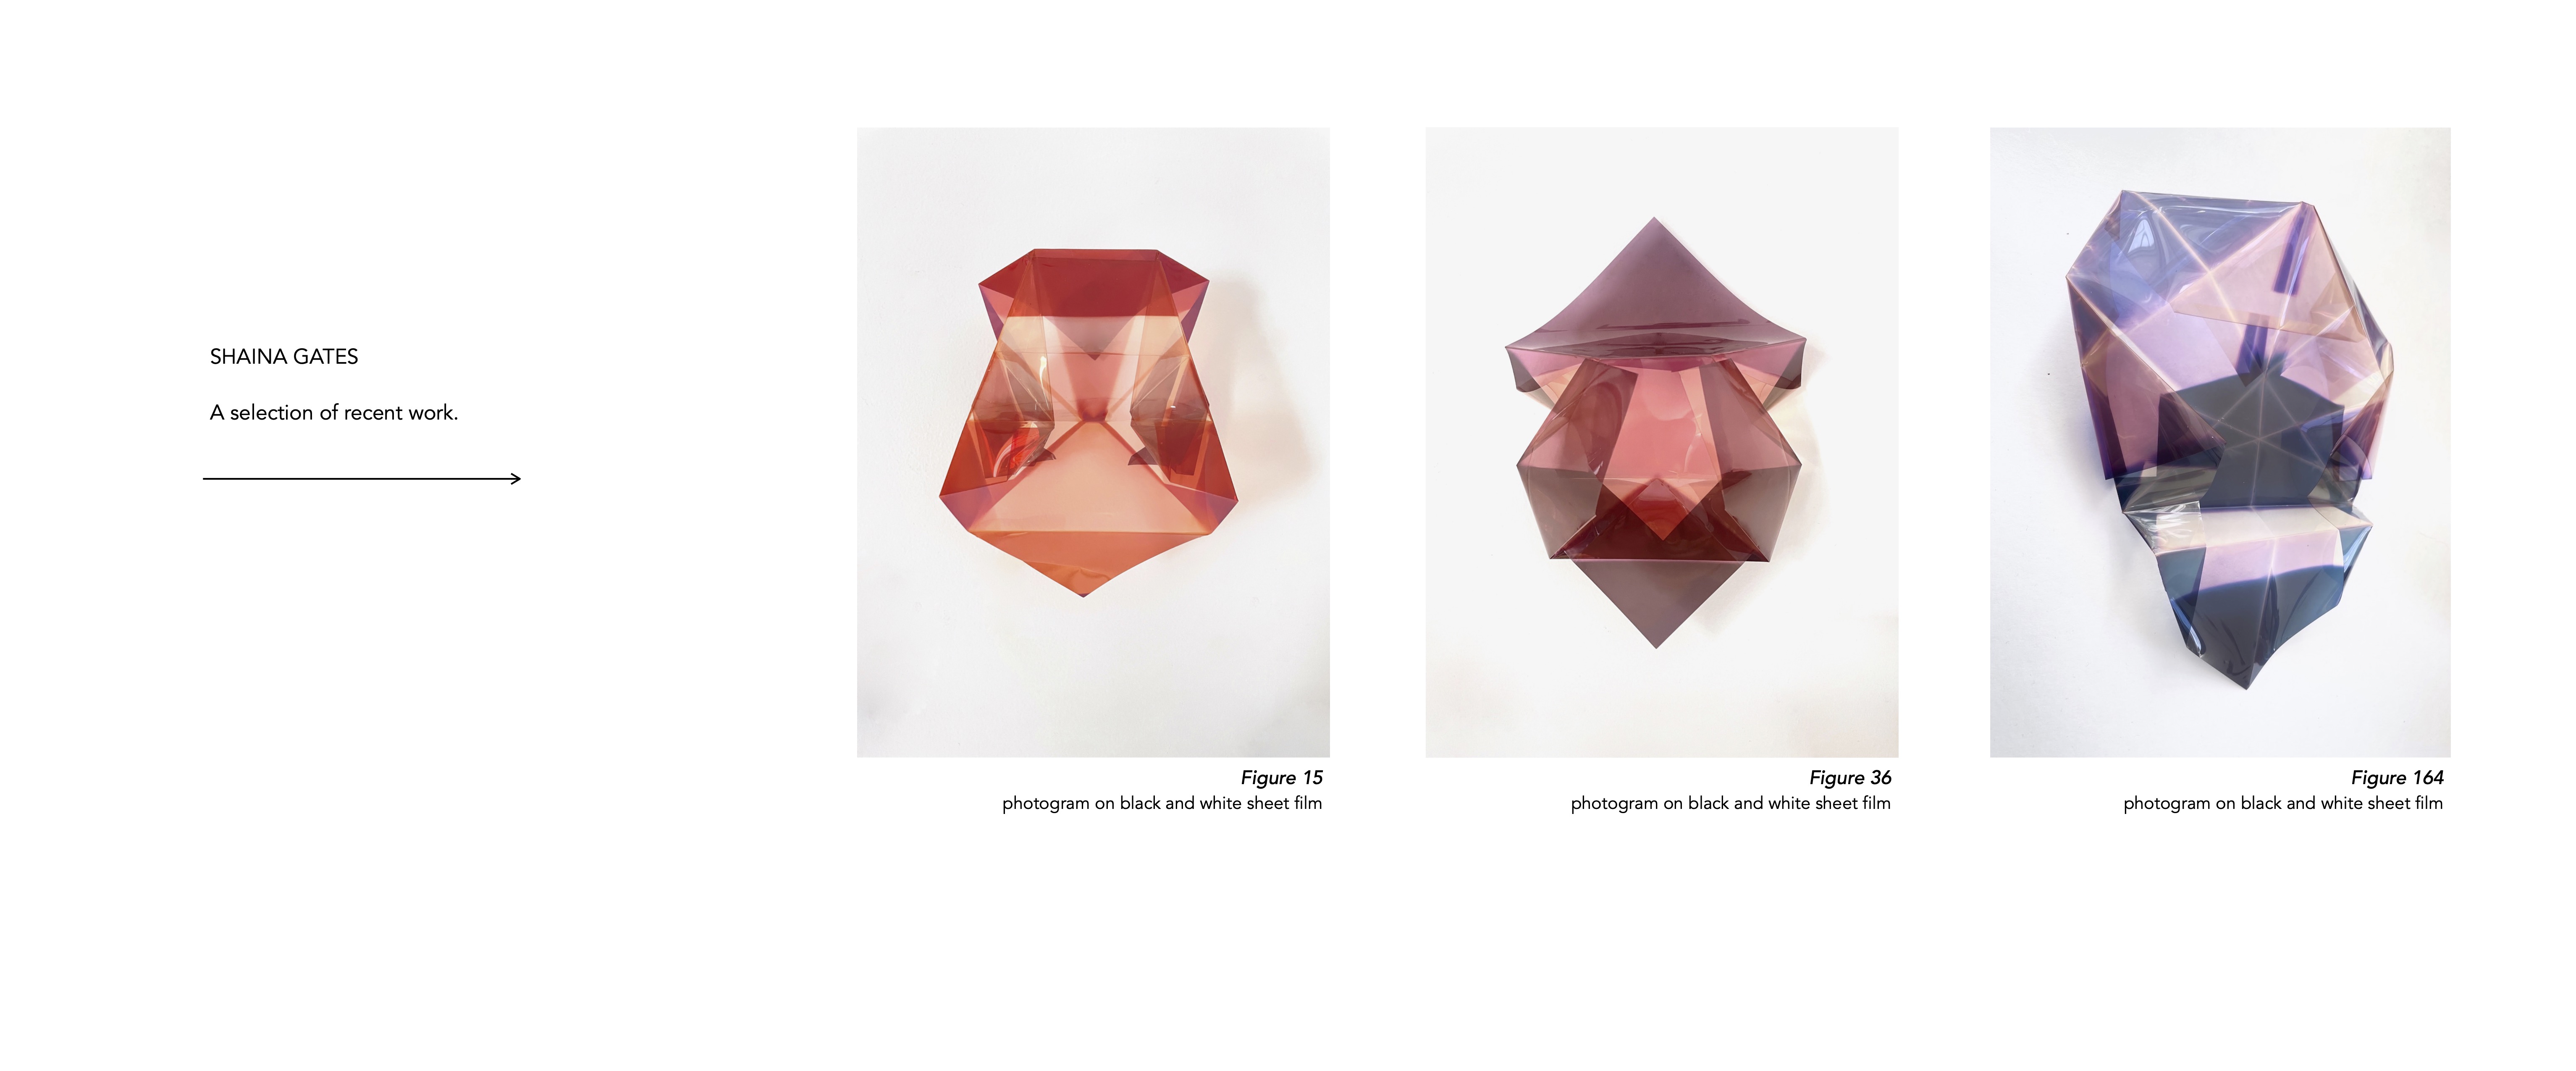 SHAINA GATES
A selection of recent work.
Figure 15
photogram on black and white sheet film
Figure 36
photogram on black and white sheet film
Figure 164
photogram on black and white sheet film